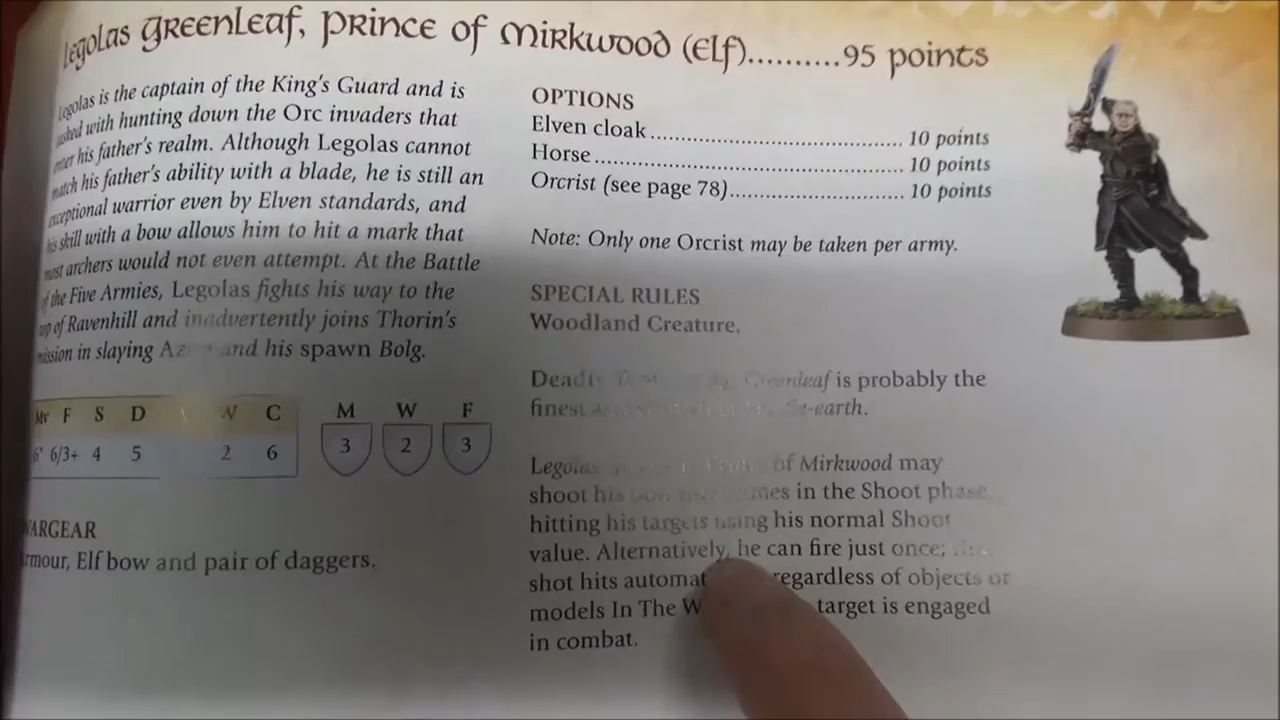 Legolas Greenleaf, Prince of Mirkwood (Elf)..........95 points
Legolas is the captain of the King's Guard and is
with hunting down the Orc invaders that
his father's realm. Although Legolas cannot
match his father's ability with a blade, he is still an
exceptional warrior even by Elven standards, and
his skill with a bow allows him to hit a mark that
most archers would not even attempt. At the Battle
of the Five Armies, Legolas fights his way to the
of Ravenhill and inadvertently joins Thorin's
mission in slaying and his spawn Bolg.
Mv F S D W C
6" 6/3+ 4 5 2 6
M W F
3 2 3
WARGEAR
Armour, Elf bow and pair of daggers.
OPTIONS
Elven cloak.......................................... 10 points
Horse.................................................. 10 points
Orcrist (see page 78)............................ 10 points
Note: Only one Orcrist may be taken per army.
SPECIAL RULES
Woodland Creature.
Greenleaf is probably the
finest
of Mirkwood may
shoot his in the Shoot phase,
hitting his targets using his normal Shoot
value. Alternatively, he can fire just once;
shot hits regardless of objects or
models In The target is engaged
in combat.